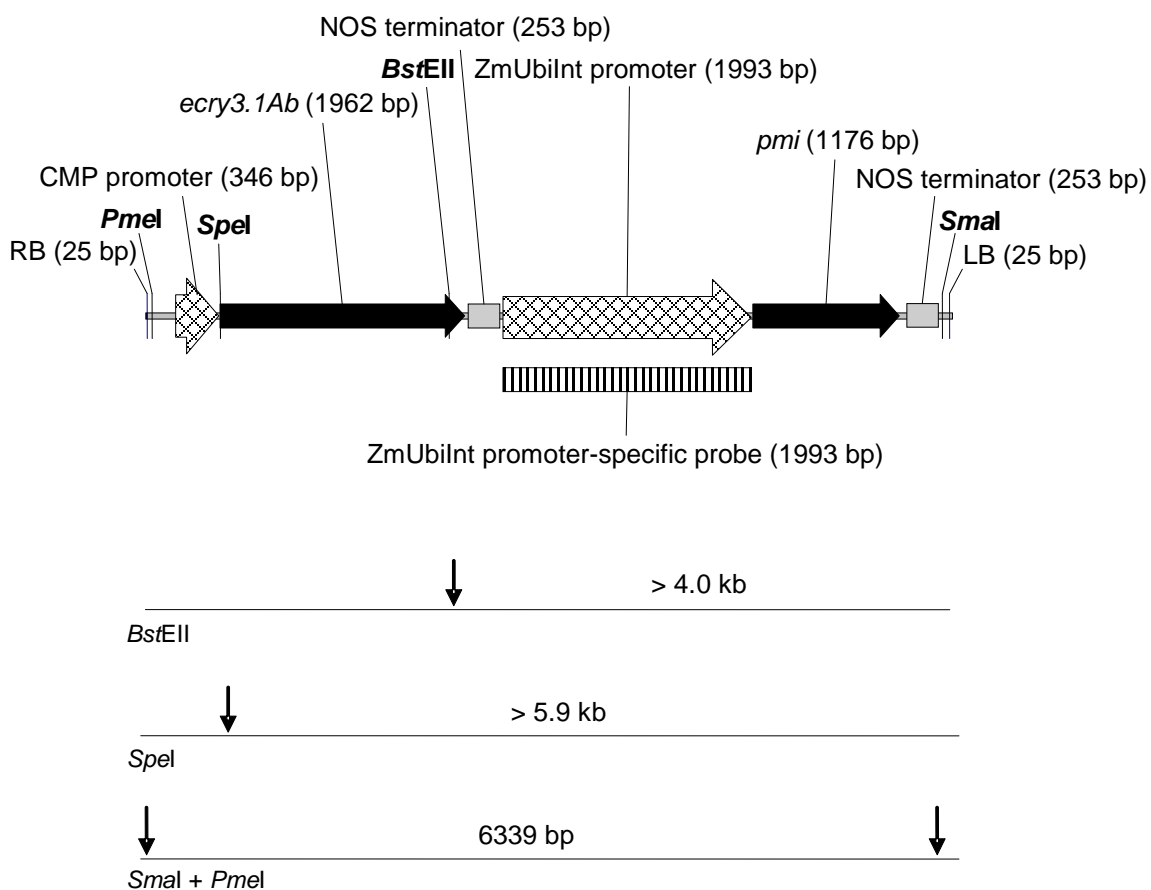 NOS terminator (253 bp)
BstEII ZmUbiInt promoter (1993 bp)
ecry3.1Ab (1962 bp)
pmi (1176 bp)
CMP promoter (346 bp)
NOS terminator (253 bp)
PmeI
SpeI
SmaI
RB (25 bp)
LB (25 bp)
ZmUbiInt promoter-specific probe (1993 bp)
> 4.0 kb
BstEII
> 5.9 kb
SpeI
6339 bp
SmaI + PmeI